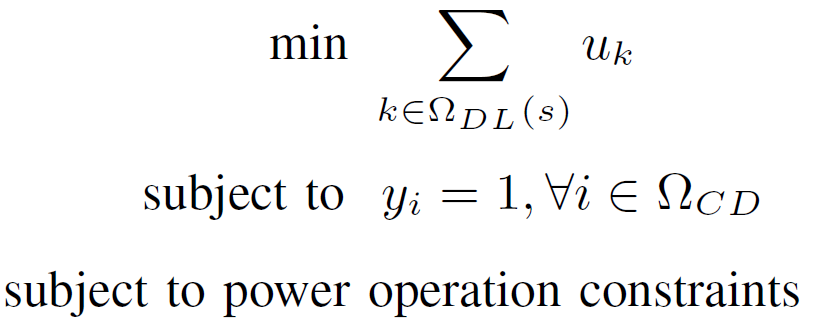 min ∑ u_k
k∈Ω_{DL}(s)
subject to y_i = 1, ∀i ∈ Ω_{CD}
subject to power operation constraints